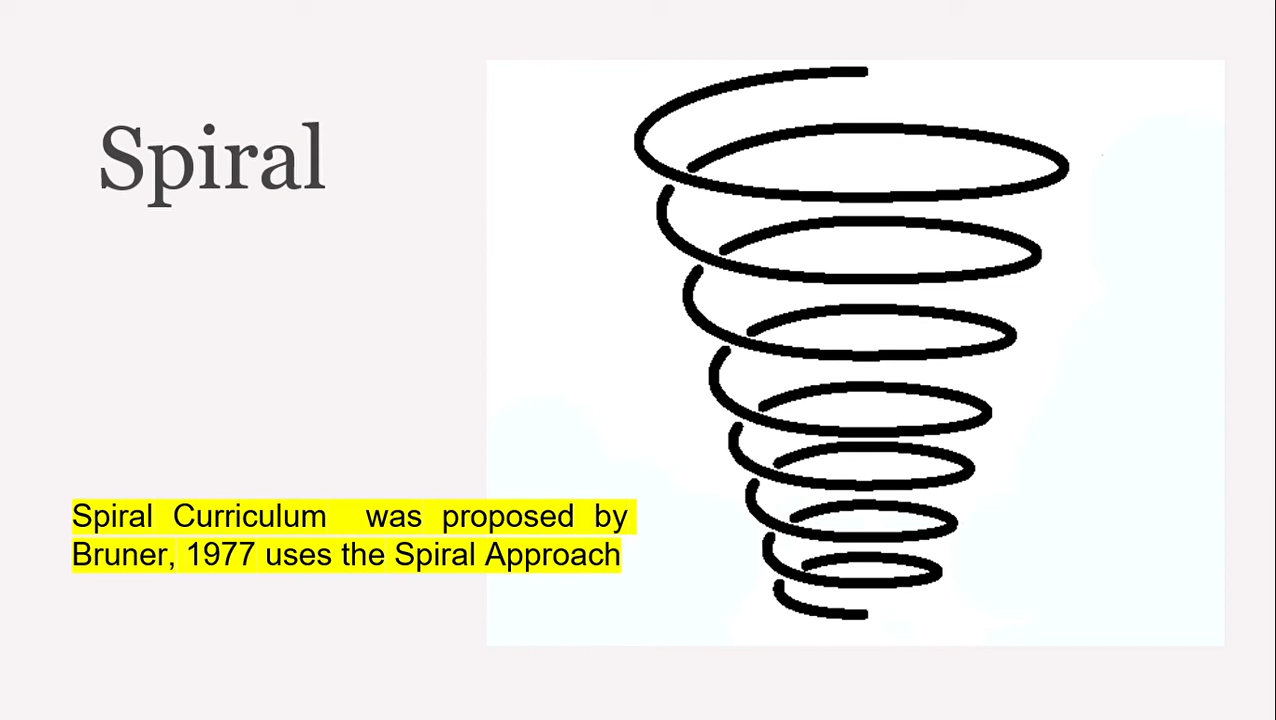 Spiral
Spiral Curriculum was proposed by
Bruner, 1977 uses the Spiral Approach